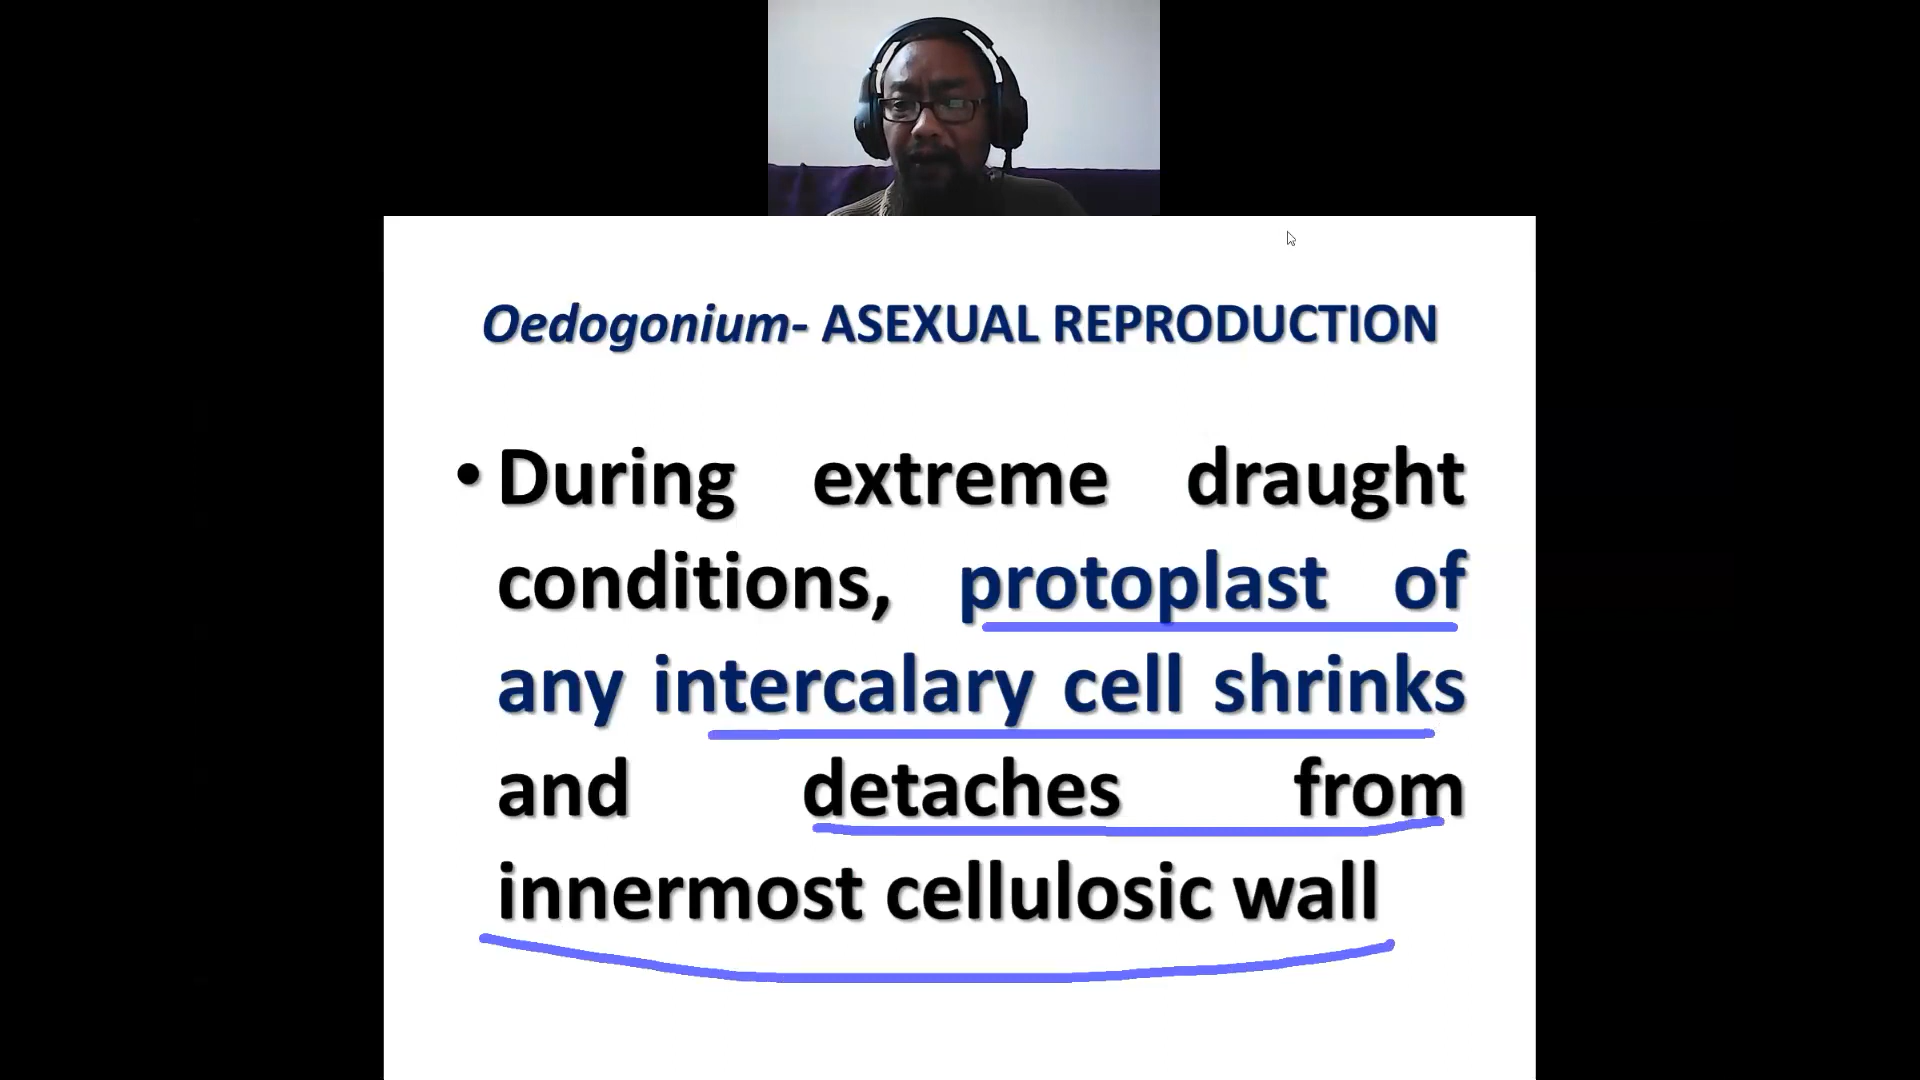 Oedogonium- ASEXUAL REPRODUCTION
• During extreme draught
conditions, protoplast of
any intercalary cell shrinks
and detaches from
innermost cellulosic wall